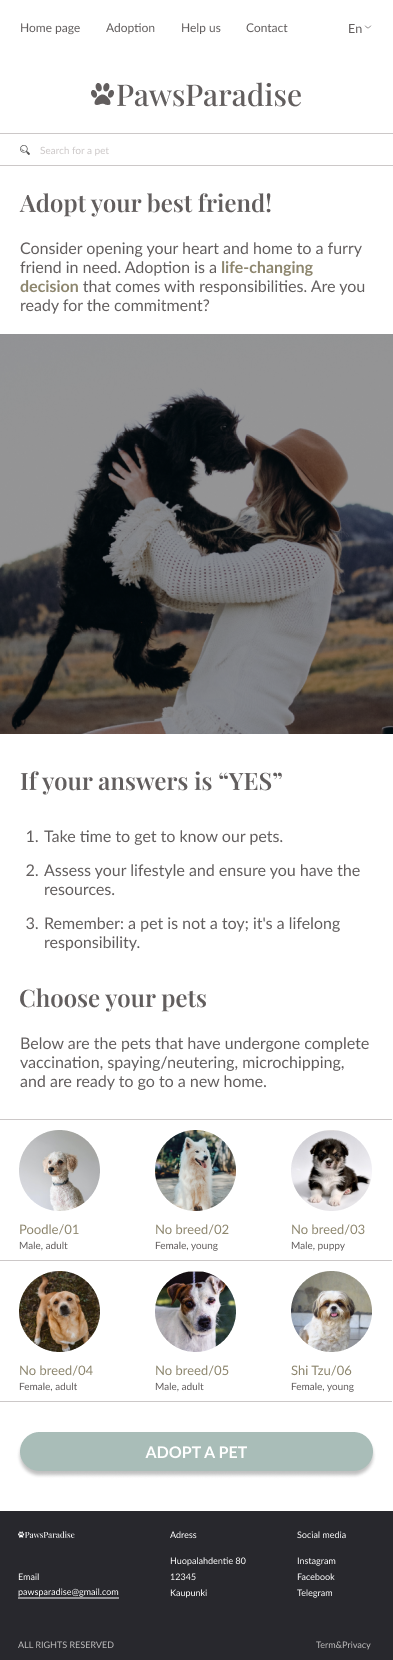 Home page Adoption Help us Contact En
PawsParadise
Search for a pet
Adopt your best friend!
Consider opening your heart and home to a furry
friend in need. Adoption is a life-changing
decision that comes with responsibilities. Are you
ready for the commitment?
If your answers is “YES”
1. Take time to get to know our pets.
2. Assess your lifestyle and ensure you have the
resources.
3. Remember: a pet is not a toy; it's a lifelong
responsibility.
Choose your pets
Below are the pets that have undergone complete
vaccination, spaying/neutering, microchipping,
and are ready to go to a new home.
Poodle/01 No breed/02 No breed/03
Male, adult Female, young Male, puppy
No breed/04 No breed/05 Shi Tzu/06
Female, adult Male, adult Female, young
ADOPT A PET
PawsParadise Adress Social media
Huopalahdentie 80 Instagram
Email 12345 Facebook
pawsparadise@gmail.com Kaupunki Telegram
ALL RIGHTS RESERVED Term&Privacy